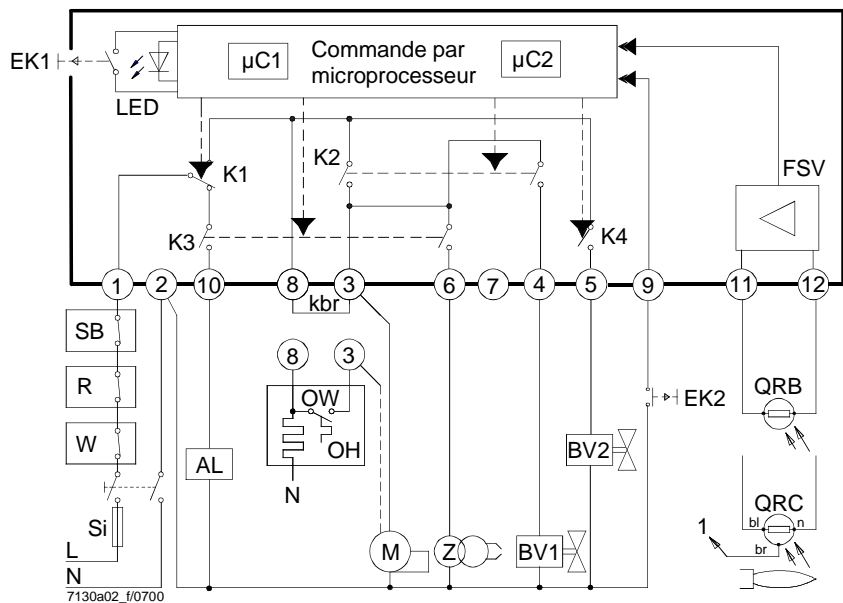 EK1
LED
µC1
Commande par
microprocesseur
µC2
FSV
K1
K2
K3
K4
1
2
10
8
3
6
7
4
5
9
11
12
kbr
SB
R
W
Si
L
N
7130a02_f/0700
AL
8
3
OW
OH
N
M
Z
BV1
BV2
EK2
QRB
QRC
bl
n
br
1